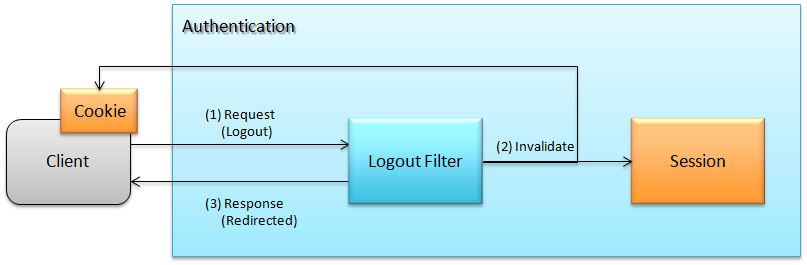 Authentication
Cookie
(1) Request
(Logout)
Client
Logout Filter
(2) Invalidate
Session
(3) Response
(Redirected)